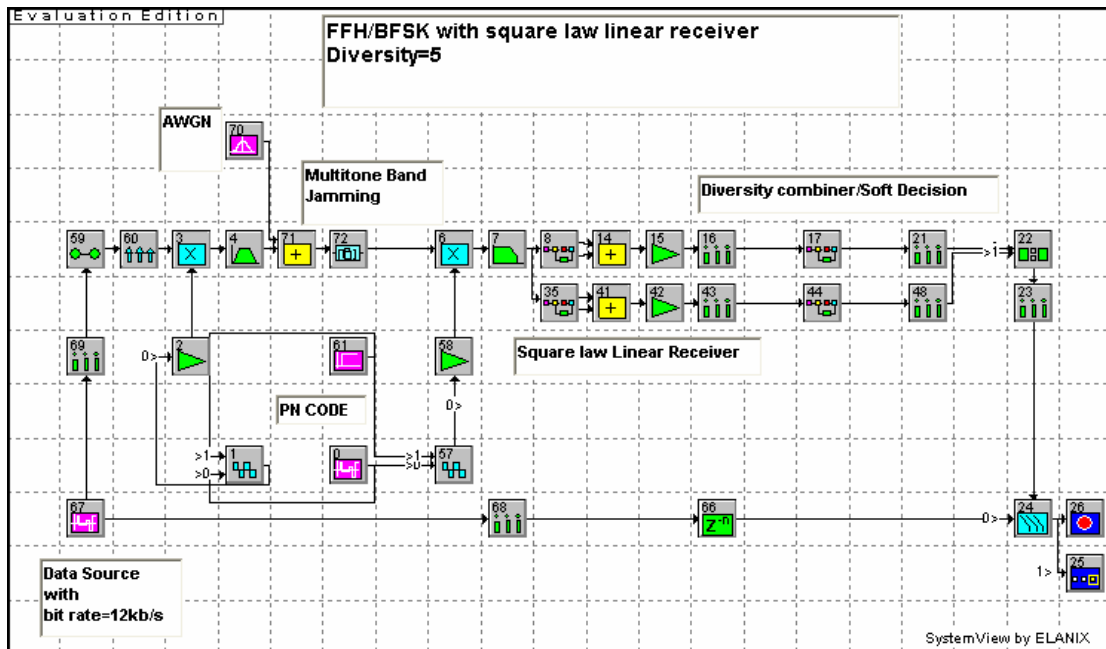 Evaluation Edition
FFH/BFSK with square law linear receiver
Diversity=5
AWGN
70
Multitone Band
Jamming
Diversity combiner/Soft Decision
59 60 3 4 71 72 6 7 8 14 15 16 17 21 >1 22
35 41 42 43 44 48 23
69 0> 2 61 58
Square law Linear Receiver
PN CODE
0>
>1 >0 1 0 >1 >0 57
67 68 66 Z⁻ⁿ 0> 24 26
1> 25
Data Source
with
bit rate=12kb/s
SystemView by ELANIX